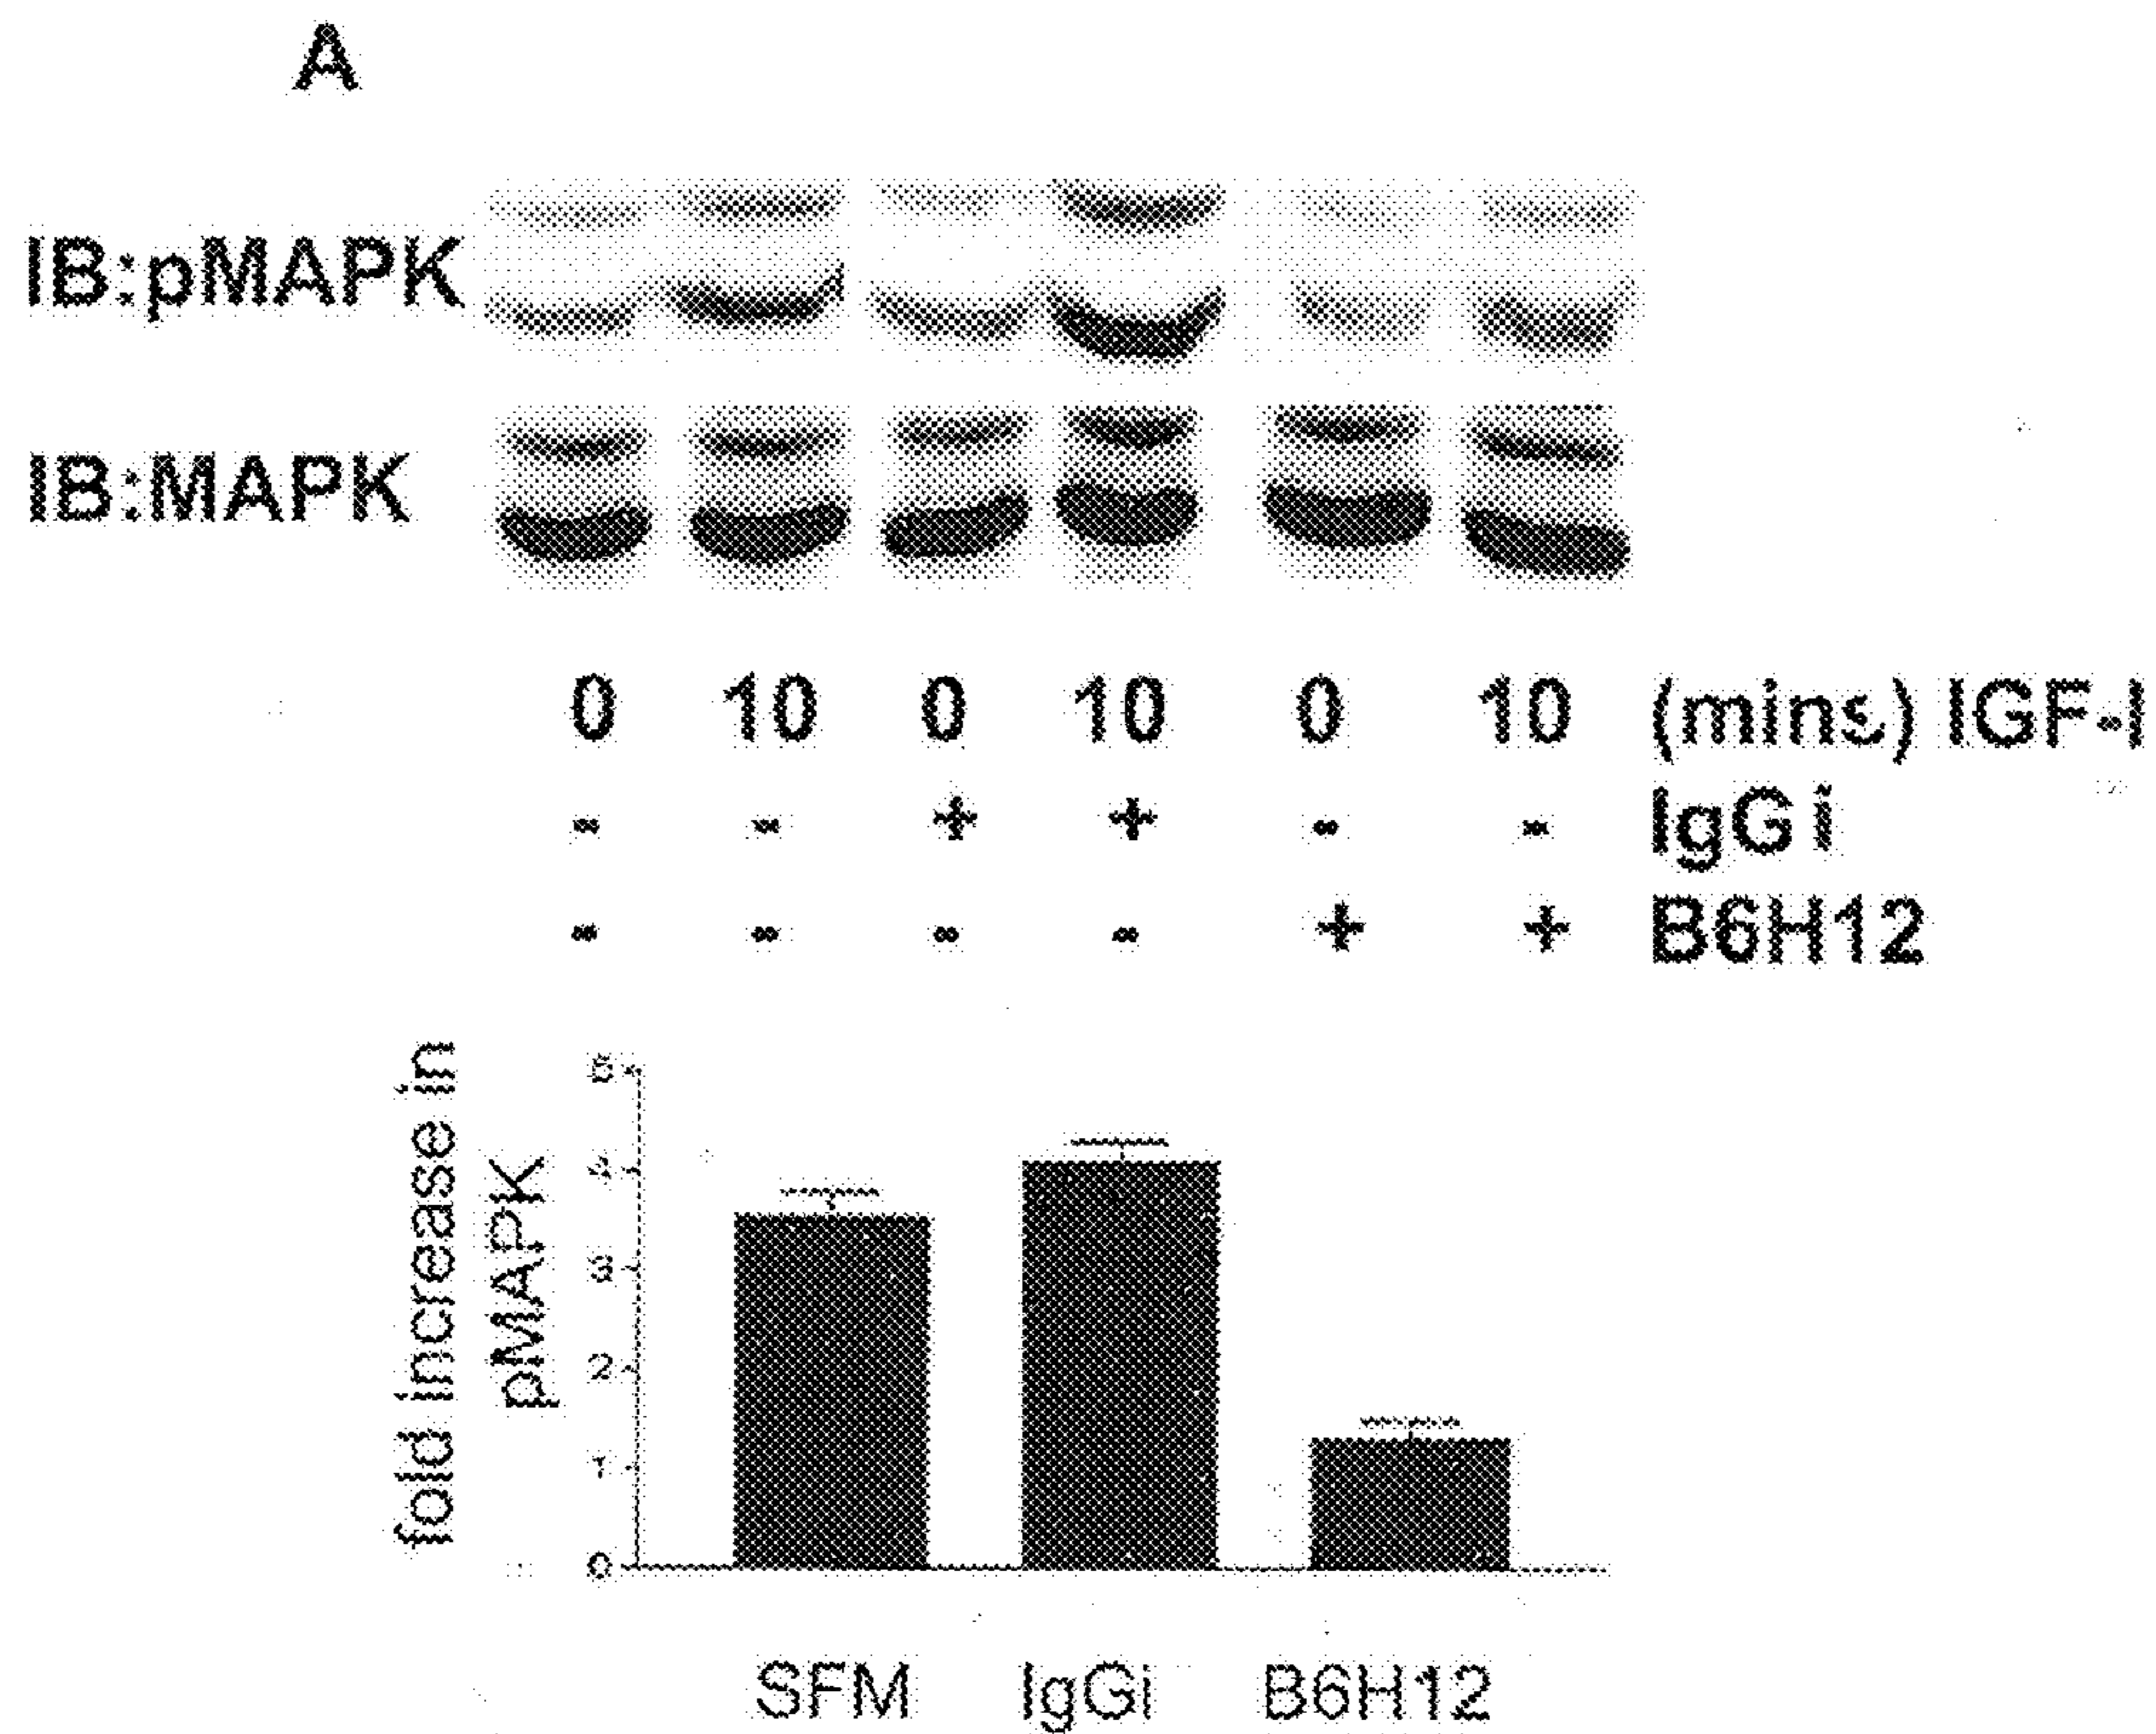 A
IB:pMAPK
IB:MAPK
0 10 0 10 0 10 (mins) IGF-I
- - + + - - IgG i
- - - - + + B6H12
fold increase in
pMAPK
5
4
3
2
1
0
SFM IgGi B6H12